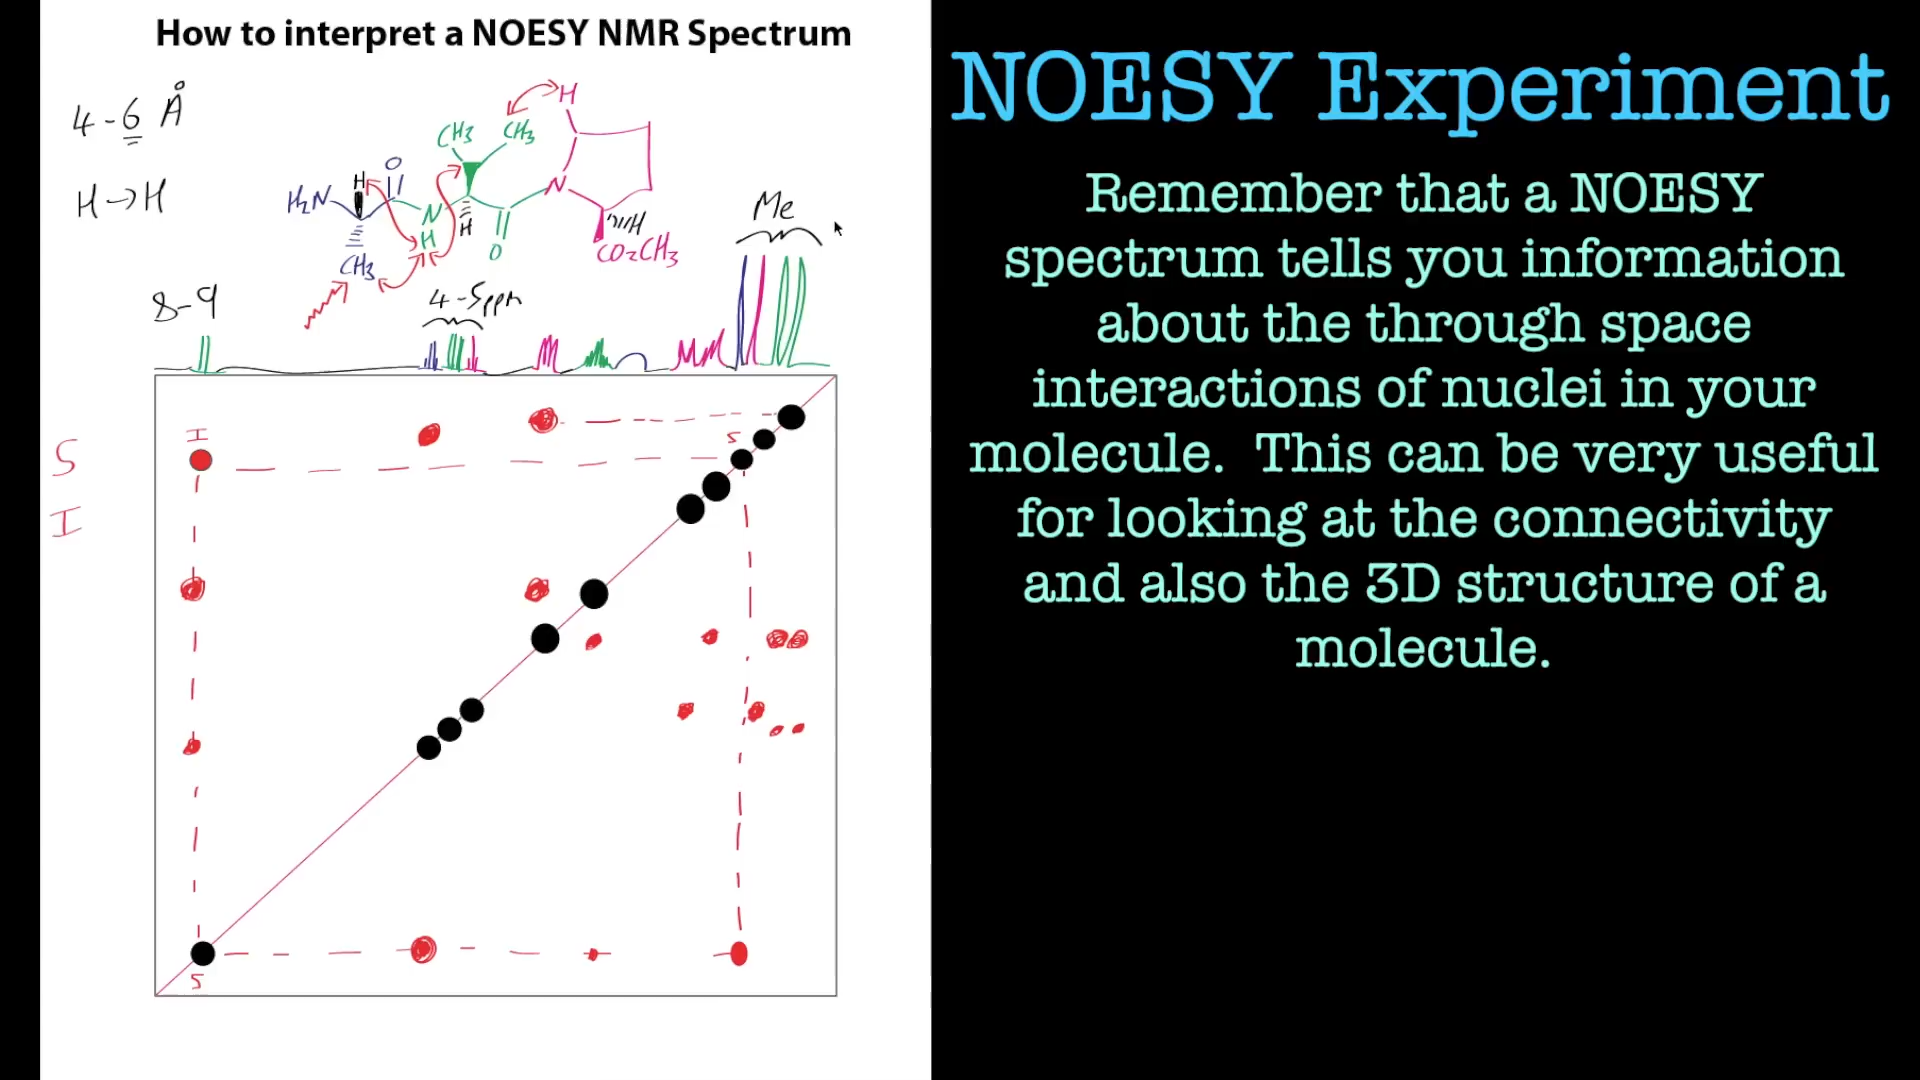 How to interpret a NOESY NMR Spectrum
4-6 Å
H→H
H
CH3
CH3
O
H
H2N
N
N
H
H
H
O
CO2CH3
CH3
Me
8-9
4-5ppm
S
I
I
S
S
NOESY Experiment
Remember that a NOESY
spectrum tells you information
about the through space
interactions of nuclei in your
molecule. This can be very useful
for looking at the connectivity
and also the 3D structure of a
molecule.